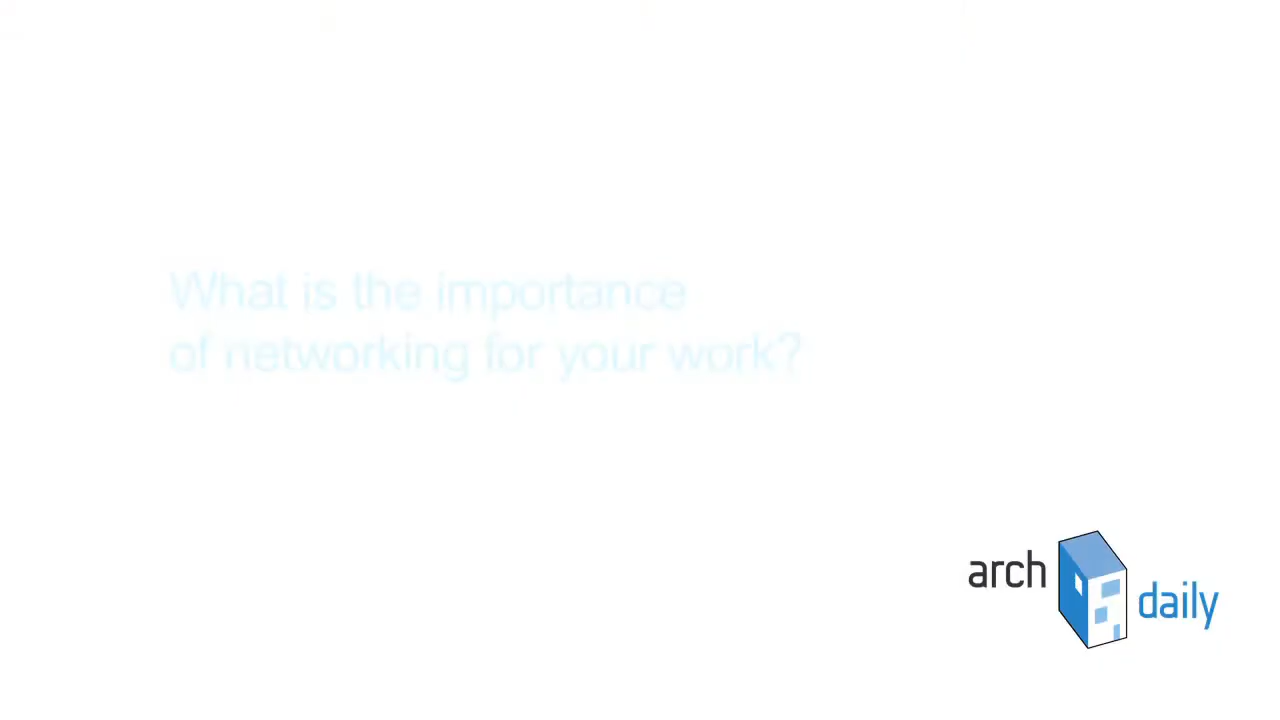 What is the importance
of networking for your work?
arch
daily